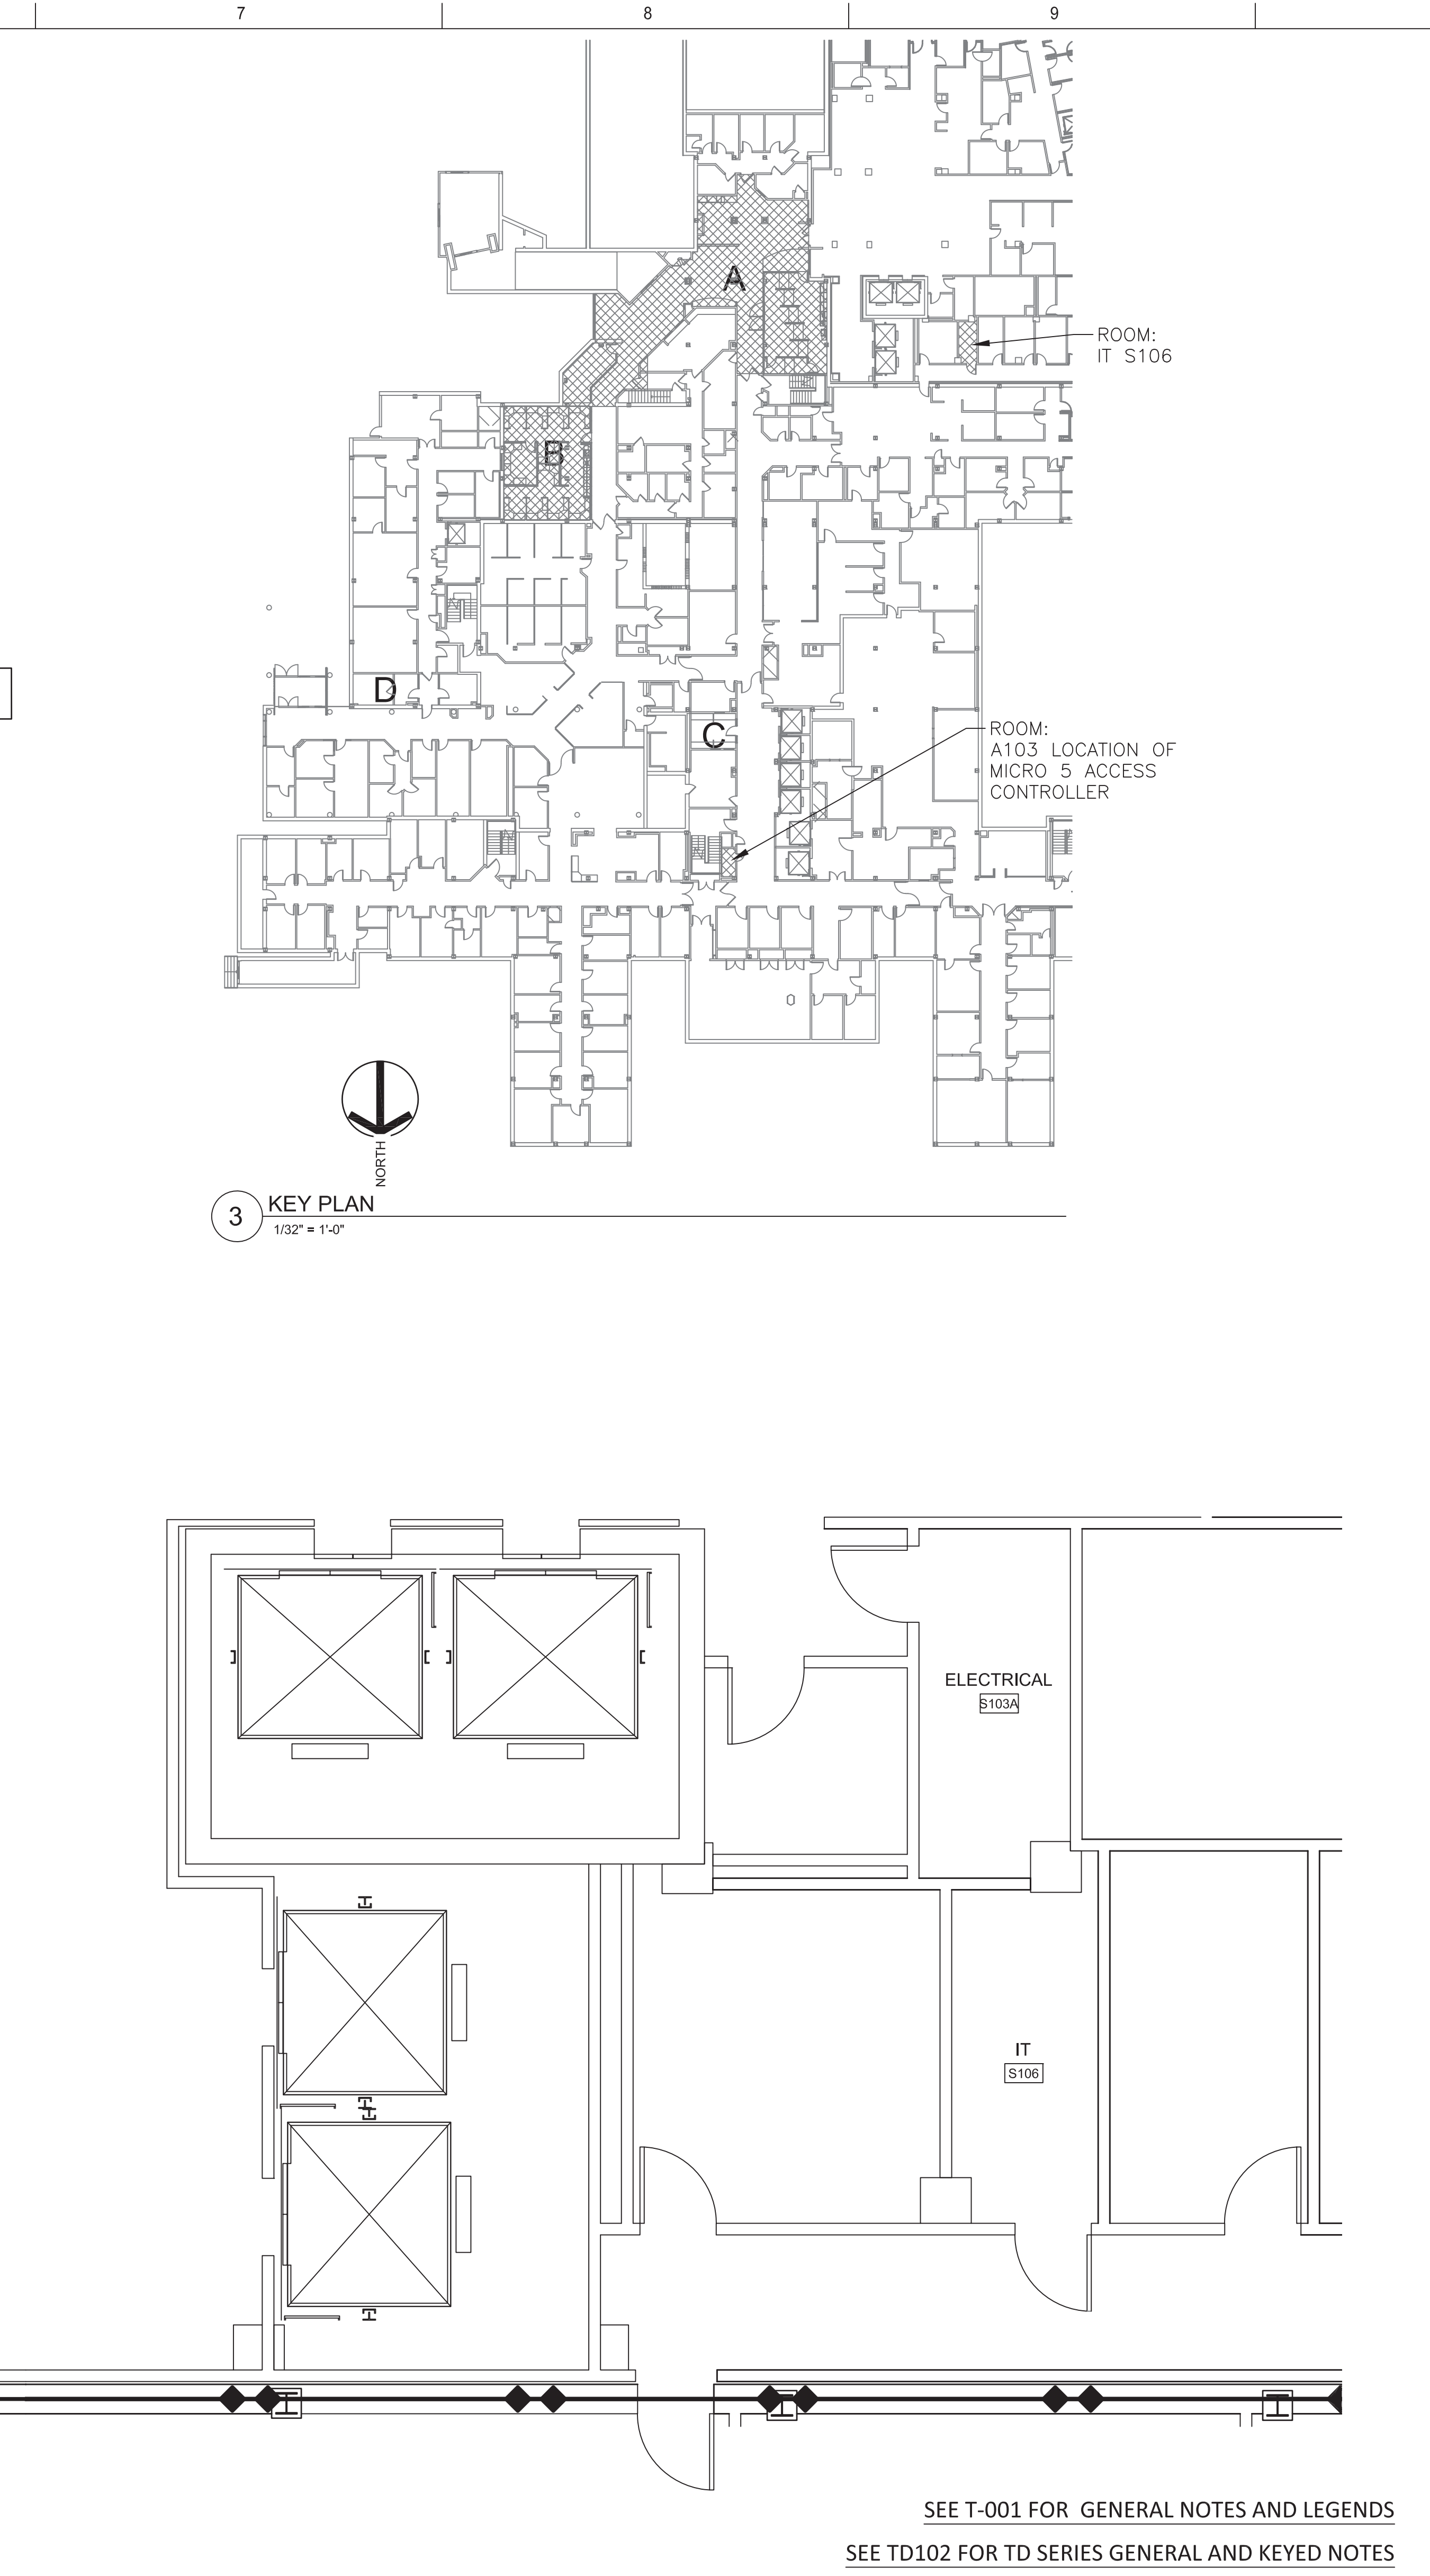 7
8
9
A
ROOM:
IT S106
B
D
C
ROOM:
A103 LOCATION OF
MICRO 5 ACCESS
CONTROLLER
NORTH
3
KEY PLAN
1/32" = 1'-0"
ELECTRICAL
S103A
IT
S106
SEE T-001 FOR GENERAL NOTES AND LEGENDS
SEE TD102 FOR TD SERIES GENERAL AND KEYED NOTES